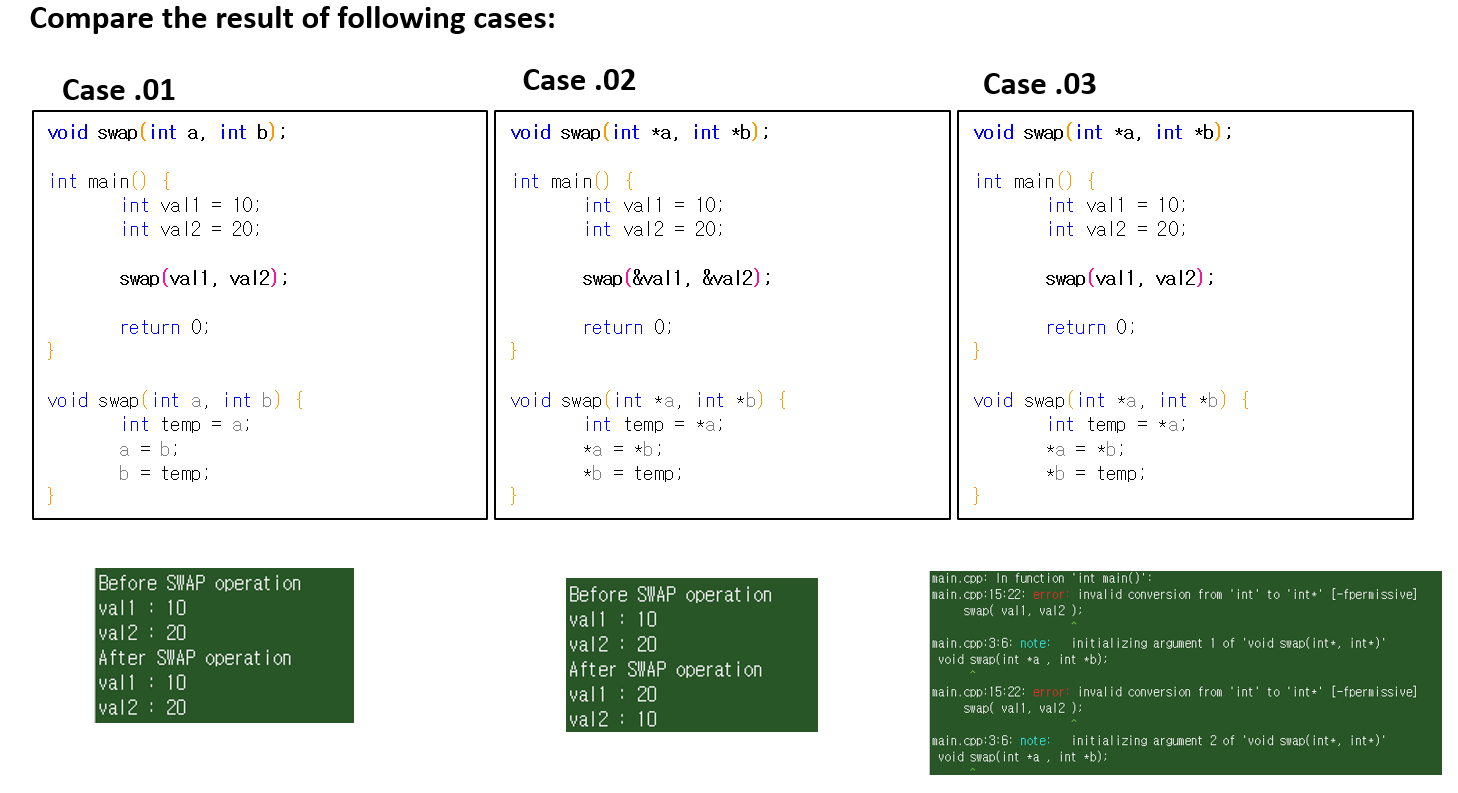 Compare the result of following cases:
Case .01
void swap(int a, int b);
int main() {
int val1 = 10;
int val2 = 20;
swap(val1, val2);
return 0;
}
void swap(int a, int b) {
int temp = a;
a = b;
b = temp;
}
Before SWAP operation
val1 : 10
val2 : 20
After SWAP operation
val1 : 10
val2 : 20
Case .02
void swap(int *a, int *b);
int main() {
int val1 = 10;
int val2 = 20;
swap(&val1, &val2);
return 0;
}
void swap(int *a, int *b) {
int temp = *a;
*a = *b;
*b = temp;
}
Before SWAP operation
val1 : 10
val2 : 20
After SWAP operation
val1 : 20
val2 : 10
Case .03
void swap(int *a, int *b);
int main() {
int val1 = 10;
int val2 = 20;
swap(val1, val2);
return 0;
}
void swap(int *a, int *b) {
int temp = *a;
*a = *b;
*b = temp;
}
main.cpp: In function 'int main()':
main.cpp:15:22: error: invalid conversion from 'int' to 'int*' [-fpermissive]
swap( val1, val2 );
^
main.cpp:3:6: note: initializing argument 1 of 'void swap(int*, int*)'
void swap(int *a , int *b);
^
main.cpp:15:22: error: invalid conversion from 'int' to 'int*' [-fpermissive]
swap( val1, val2 );
^
main.cpp:3:6: note: initializing argument 2 of 'void swap(int*, int*)'
void swap(int *a , int *b);
^